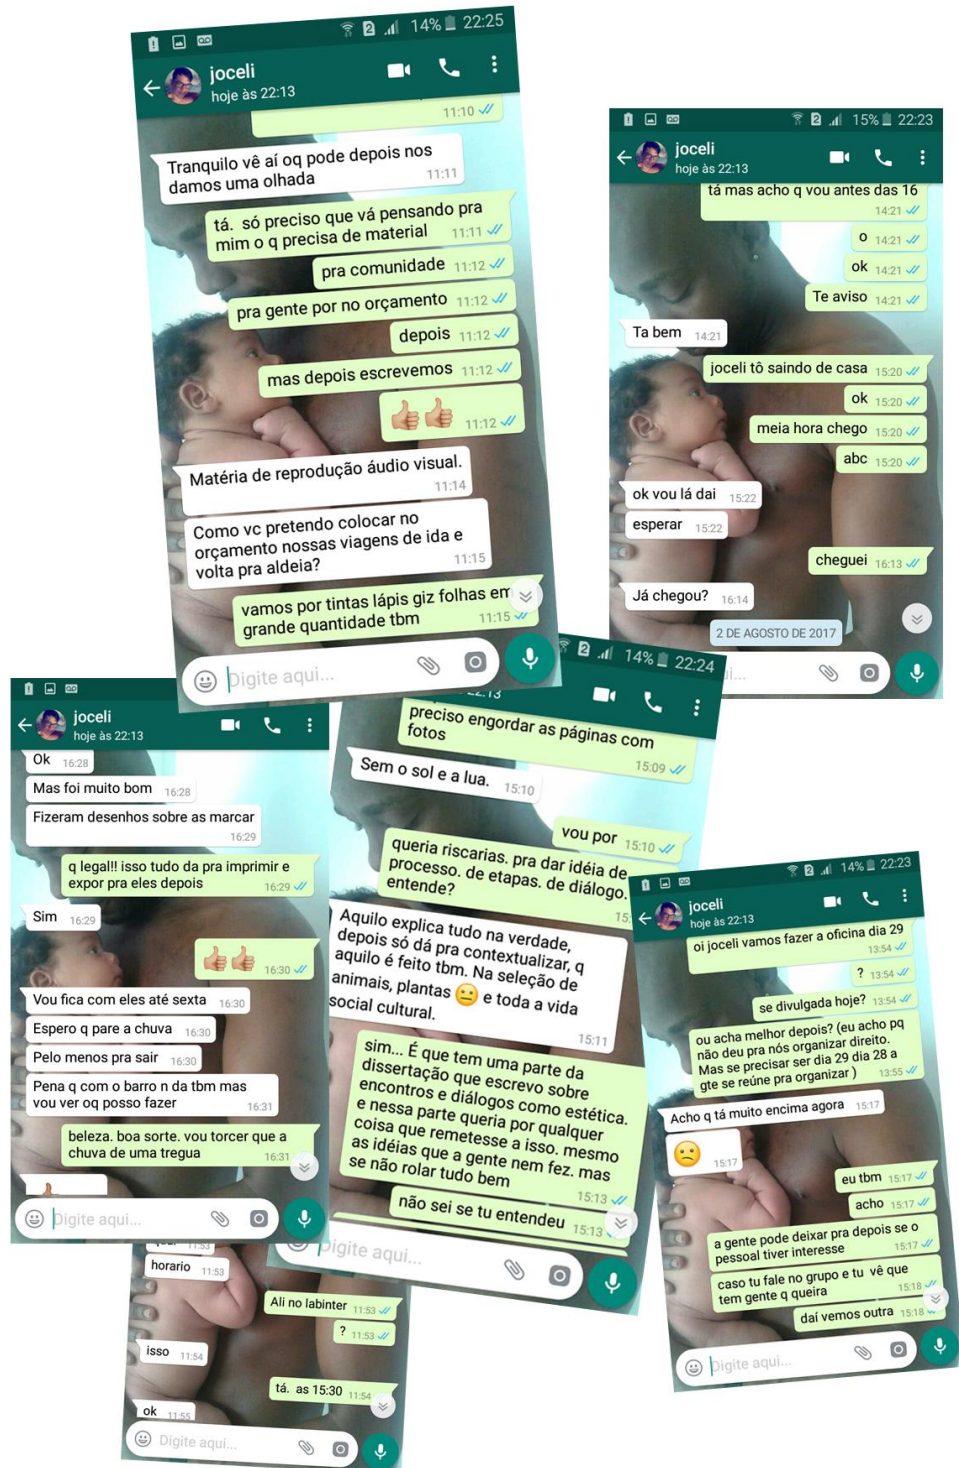 14% 22:25
joceli
hoje às 22:13
11:10
Tranquilo vê aí oq pode depois nos
damos uma olhada
11:11
tá. só preciso que vá pensando pra
mim o q precisa de material 11:11
pra comunidade 11:12
pra gente por no orçamento 11:12
depois 11:12
mas depois escrevemos 11:12
11:12
Matéria de reprodução áudio visual.
11:14
Como vc pretendo colocar no
orçamento nossas viagens de ida e
volta pra aldeia?
11:15
vamos por tintas lápis giz folhas em
grande quantidade tbm 11:15
Digite aqui...
2 15% 22:23
joceli
hoje às 22:13
tá mas acho q vou antes das 16
14:21
o 14:21
ok 14:21
Te aviso 14:21
Ta bem 14:21
joceli tô saindo de casa 15:20
ok 15:20
meia hora chego 15:20
abc 15:20
ok vou lá dai 15:22
esperar 15:22
cheguei 16:13
Já chegou? 16:14
2 DE AGOSTO DE 2017
joceli
hoje às 22:13
Ok 16:28
Mas foi muito bom 16:28
Fizeram desenhos sobre as marcar
16:29
q legal!! isso tudo da pra imprimir e
expor pra eles depois 16:29
Sim 16:29
16:30
Vou fica com eles até sexta 16:30
Espero q pare a chuva 16:30
Pelo menos pra sair 16:30
Pena q com o barro n da tbm mas
vou ver oq posso fazer 16:31
beleza. boa sorte. vou torcer que a
chuva de uma tregua 16:31
Digite aqui...
2 14% 22:24
22:13
preciso engordar as páginas com
fotos
15:09
Sem o sol e a lua. 15:10
vou por 15:10
queria riscarias. pra dar idéia de
processo. de etapas. de diálogo.
entende?
Aquilo explica tudo na verdade,
depois só dá pra contextualizar, q
aquilo é feito tbm. Na seleção de
animais, plantas 😐 e toda a vida
social cultural.
15:11
sim... É que tem uma parte da
dissertação que escrevo sobre
encontros e diálogos como estética.
e nessa parte queria por qualquer
coisa que remetesse a isso. mesmo
as idéias que a gente nem fez. mas
se não rolar tudo bem
15:13
não sei se tu entendeu 15:13
Digite aqui...
2 14% 22:23
joceli
hoje às 22:13
oi joceli vamos fazer a oficina dia 29
13:54
? 13:54
se divulgada hoje? 13:54
ou acha melhor depois? (eu acho pq
não deu pra nós organizar direito.
Mas se precisar ser dia 29 dia 28 a
gte se reúne pra organizar ) 13:55
Acho q tá muito encima agora 15:17
15:17
eu tbm 15:17
acho 15:17
a gente pode deixar pra depois se o
pessoal tiver interesse 15:17
caso tu fale no grupo e tu vê que
tem gente q queira 15:18
daí vemos outra 15:18
Digite aqui...
11:53
horario 11:53
Ali no labinter 11:53
? 11:53
isso 11:54
tá. as 15:30 11:54
ok 11:55
Digite aqui...